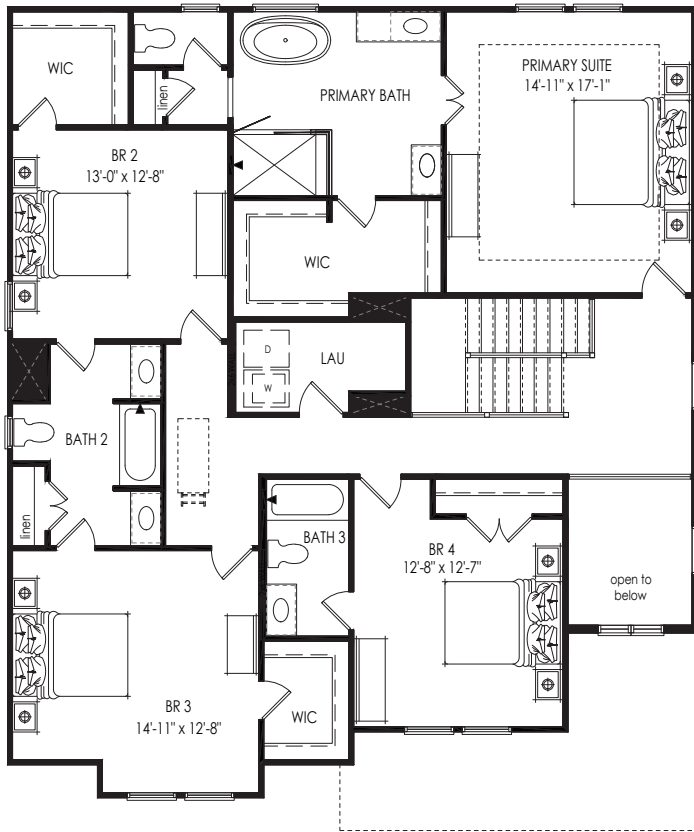 WIC
linen
PRIMARY BATH
PRIMARY SUITE
14'-11" x 17'-1"
BR 2
13'-0" x 12'-8"
WIC
D
W
LAU
BATH 2
linen
BATH 3
BR 4
12'-8" x 12'-7"
open to
below
BR 3
14'-11" x 12'-8"
WIC